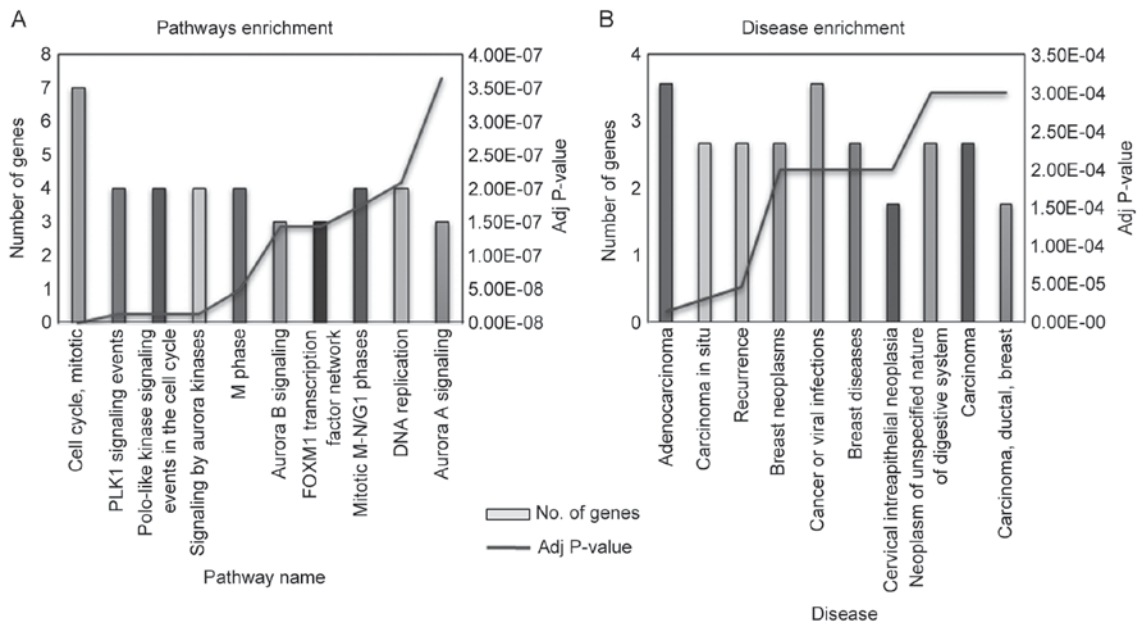 A
Pathways enrichment
8
7
6
5
4
3
2
1
0
Number of genes
4.00E-07
3.50E-07
3.00E-07
2.50E-07
2.00E-07
1.50E-07
1.00E-07
5.00E-08
0.00E-08
Adj P-value
Cell cycle, mitotic
PLK1 signaling events
Polo-like kinase signaling
events in the cell cycle
Signaling by aurora kinases
M phase
Aurora B signaling
FOXM1 transcription
factor network
Mitotic M-N/G1 phases
DNA replication
Aurora A signaling
Pathway name
B
Disease enrichment
4
3
2
1
0
Number of genes
3.50E-04
3.00E-04
2.50E-04
2.00E-04
1.50E-04
1.00E-04
5.00E-05
0.00E-00
Adj P-value
Adenocarcinoma
Carcinoma in situ
Recurrence
Breast neoplasms
Cancer or viral infections
Breast diseases
Cervical intreapithelial neoplasia
Neoplasm of unspecified nature
of digestive system
Carcinoma
Carcinoma, ductal, breast
Disease
No. of genes
Adj P-value